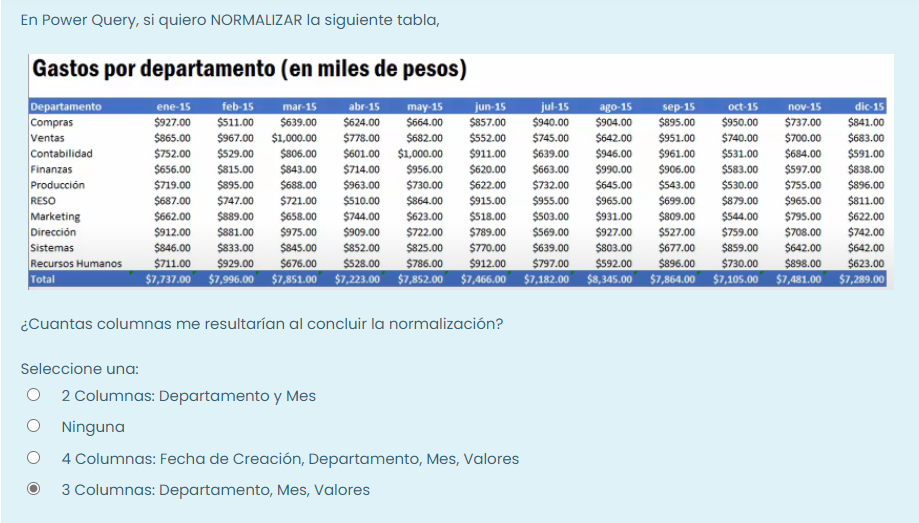 En Power Query, si quiero NORMALIZAR la siguiente tabla,
Gastos por departamento (en miles de pesos)
Departamento ene-15 feb-15 mar-15 abr-15 may-15 jun-15 jul-15 ago-15 sep-15 oct-15 nov-15 dic-15
Compras $927.00 $511.00 $639.00 $624.00 $664.00 $857.00 $940.00 $904.00 $895.00 $950.00 $737.00 $841.00
Ventas $865.00 $967.00 $1,000.00 $778.00 $682.00 $552.00 $745.00 $642.00 $951.00 $740.00 $700.00 $683.00
Contabilidad $752.00 $529.00 $806.00 $601.00 $1,000.00 $911.00 $639.00 $946.00 $961.00 $531.00 $684.00 $591.00
Finanzas $656.00 $815.00 $843.00 $714.00 $956.00 $620.00 $663.00 $990.00 $906.00 $583.00 $597.00 $838.00
Producción $719.00 $895.00 $688.00 $963.00 $730.00 $622.00 $732.00 $645.00 $543.00 $530.00 $755.00 $896.00
RESO $687.00 $747.00 $721.00 $510.00 $864.00 $915.00 $955.00 $965.00 $699.00 $879.00 $965.00 $811.00
Marketing $662.00 $889.00 $658.00 $744.00 $623.00 $518.00 $503.00 $931.00 $809.00 $544.00 $795.00 $622.00
Dirección $912.00 $881.00 $975.00 $909.00 $722.00 $789.00 $569.00 $927.00 $527.00 $759.00 $708.00 $742.00
Sistemas $846.00 $833.00 $845.00 $852.00 $825.00 $770.00 $639.00 $803.00 $677.00 $859.00 $642.00 $642.00
Recursos Humanos $711.00 $929.00 $676.00 $528.00 $786.00 $912.00 $797.00 $592.00 $896.00 $730.00 $898.00 $623.00
Total $7,737.00 $7,996.00 $7,851.00 $7,223.00 $7,852.00 $7,466.00 $7,182.00 $8,345.00 $7,864.00 $7,105.00 $7,481.00 $7,289.00
¿Cuantas columnas me resultarían al concluir la normalización?
Seleccione una:
2 Columnas: Departamento y Mes
Ninguna
4 Columnas: Fecha de Creación, Departamento, Mes, Valores
3 Columnas: Departamento, Mes, Valores